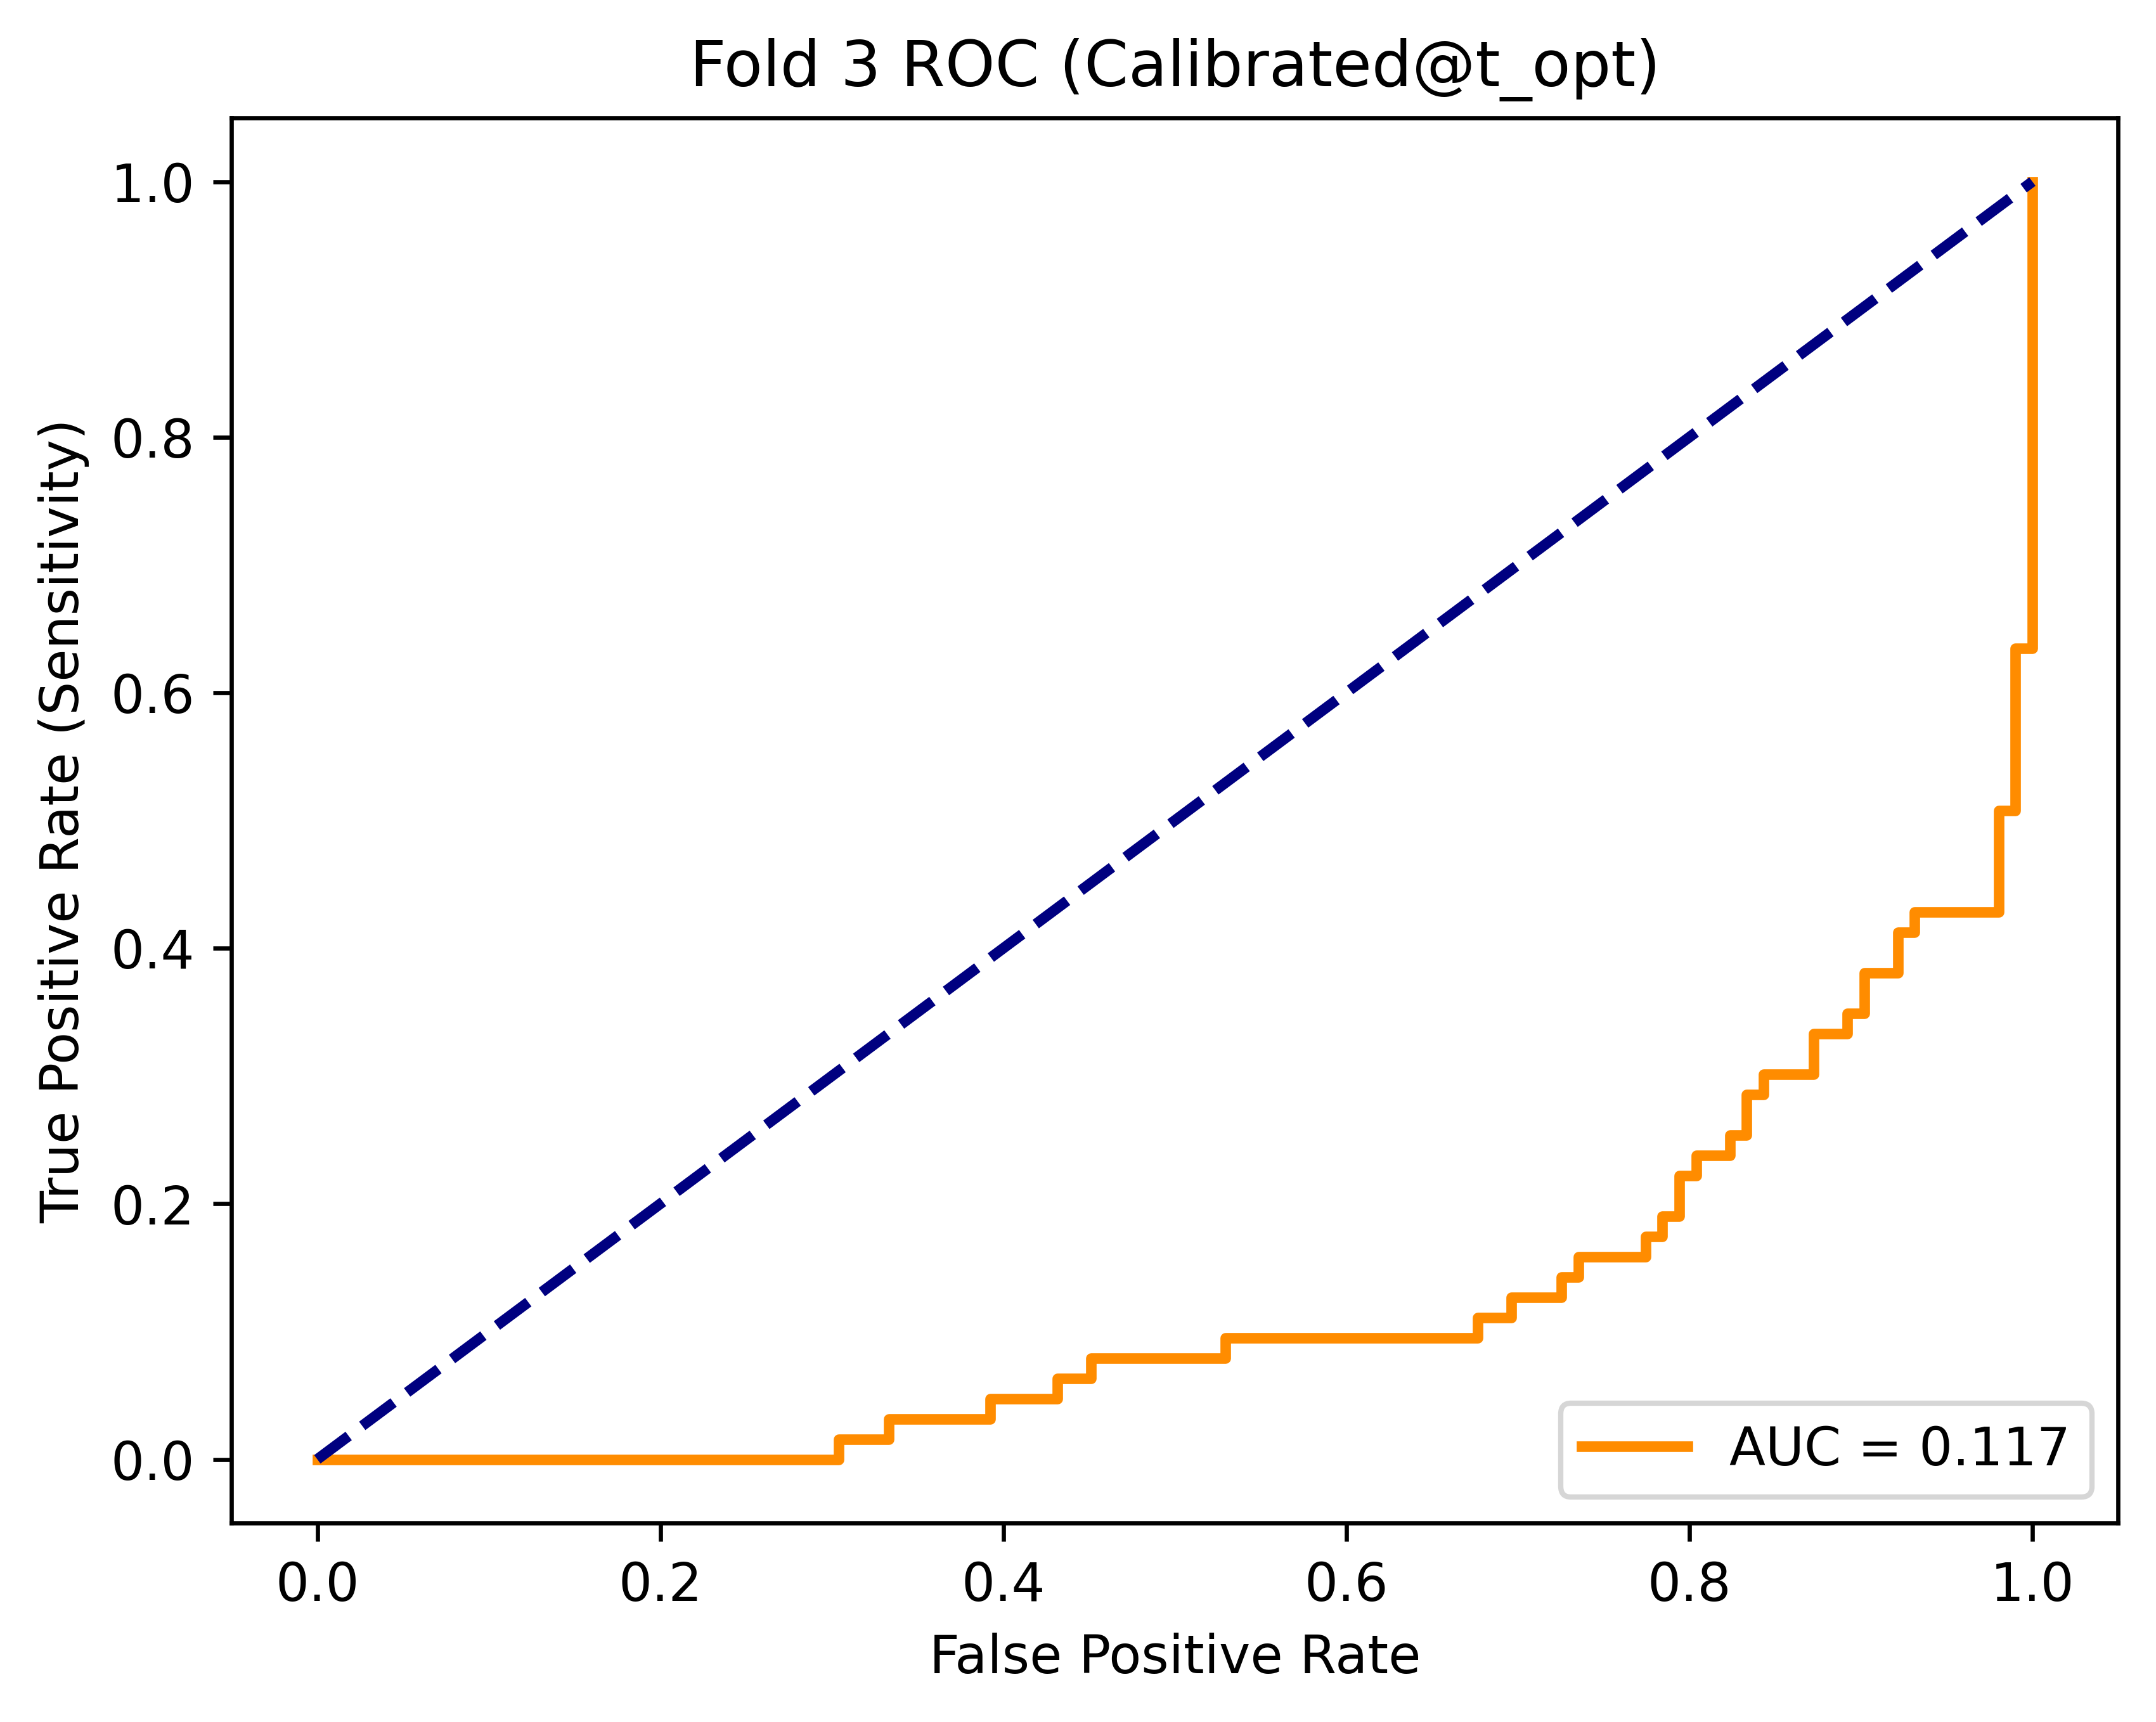 Fold 3 ROC (Calibrated@t_opt)
True Positive Rate (Sensitivity)
1.0
0.8
0.6
0.4
0.2
0.0
AUC = 0.117
0.0 0.2 0.4 0.6 0.8 1.0
False Positive Rate